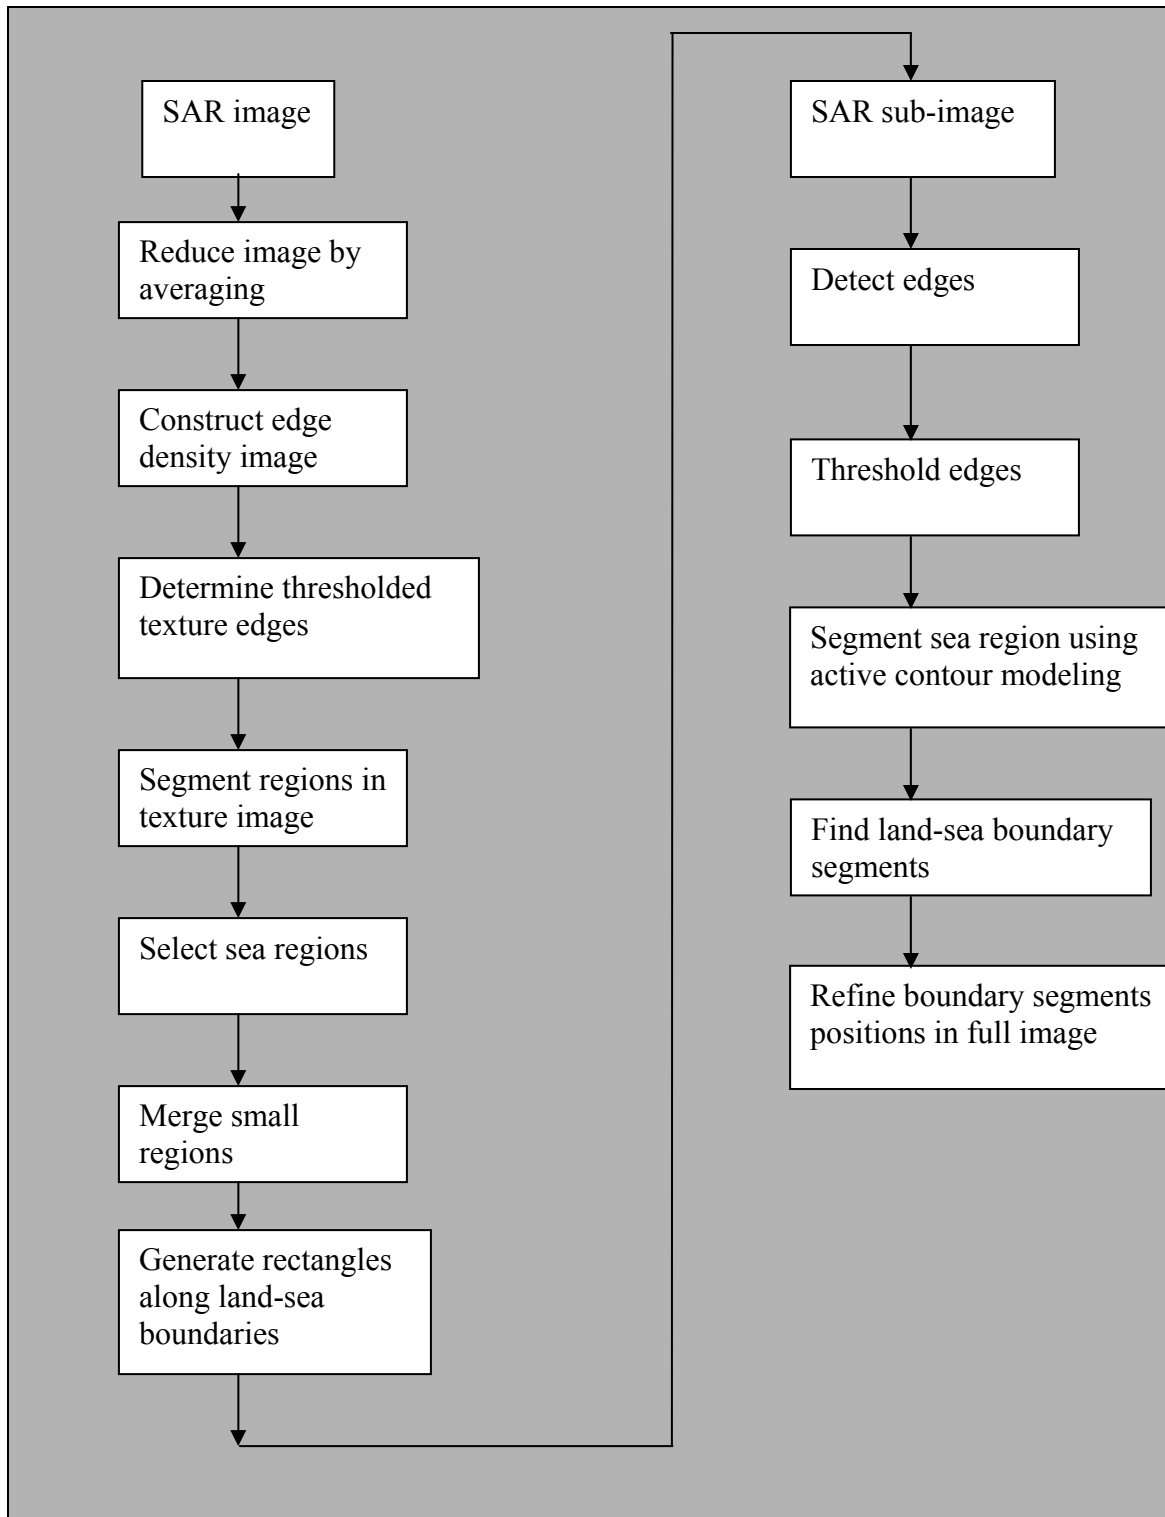 SAR image
Reduce image by
averaging
Construct edge
density image
Determine thresholded
texture edges
Segment regions in
texture image
Select sea regions
Merge small
regions
Generate rectangles
along land-sea
boundaries
SAR sub-image
Detect edges
Threshold edges
Segment sea region using
active contour modeling
Find land-sea boundary
segments
Refine boundary segments
positions in full image